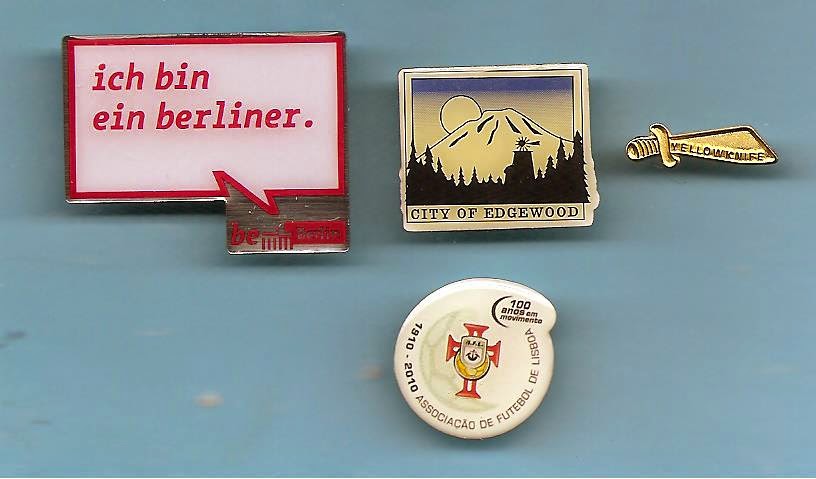 ich bin
ein berliner.
be Berlin
CITY OF EDGEWOOD
YELLOWKNIFE
100
anos em
movimento
A.F.L.
1910 - 2010 ASSOCIAÇÃO DE FUTEBOL DE LISBOA